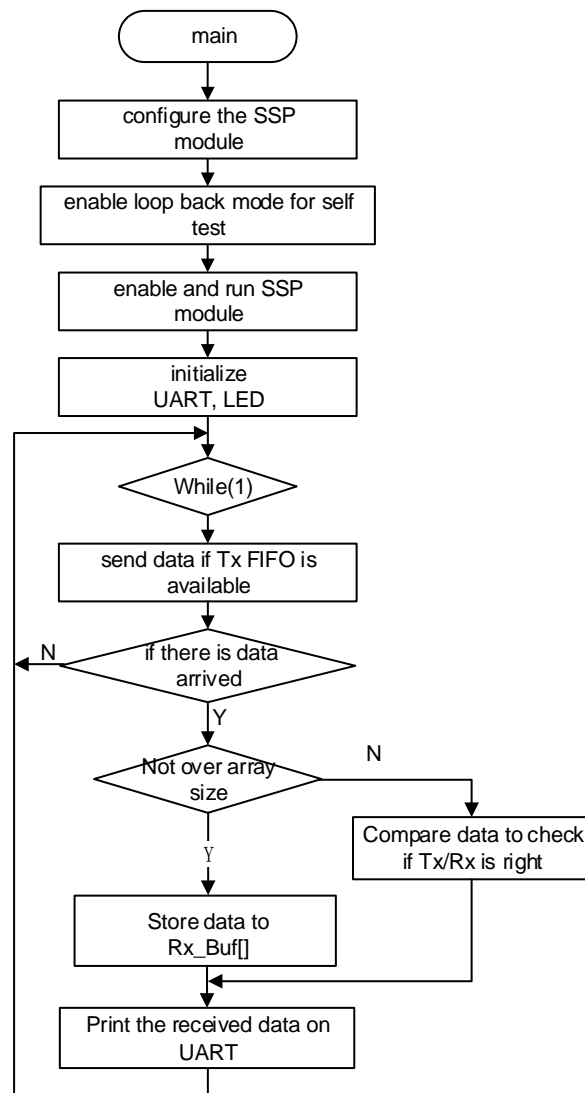 main
configure the SSP
module
enable loop back mode for self
test
enable and run SSP
module
initialize
UART, LED
While(1)
send data if Tx FIFO is
available
N
if there is data
arrived
Y
Not over array
size
N
Compare data to check
if Tx/Rx is right
Y
Store data to
Rx_Buf[]
Print the received data on
UART